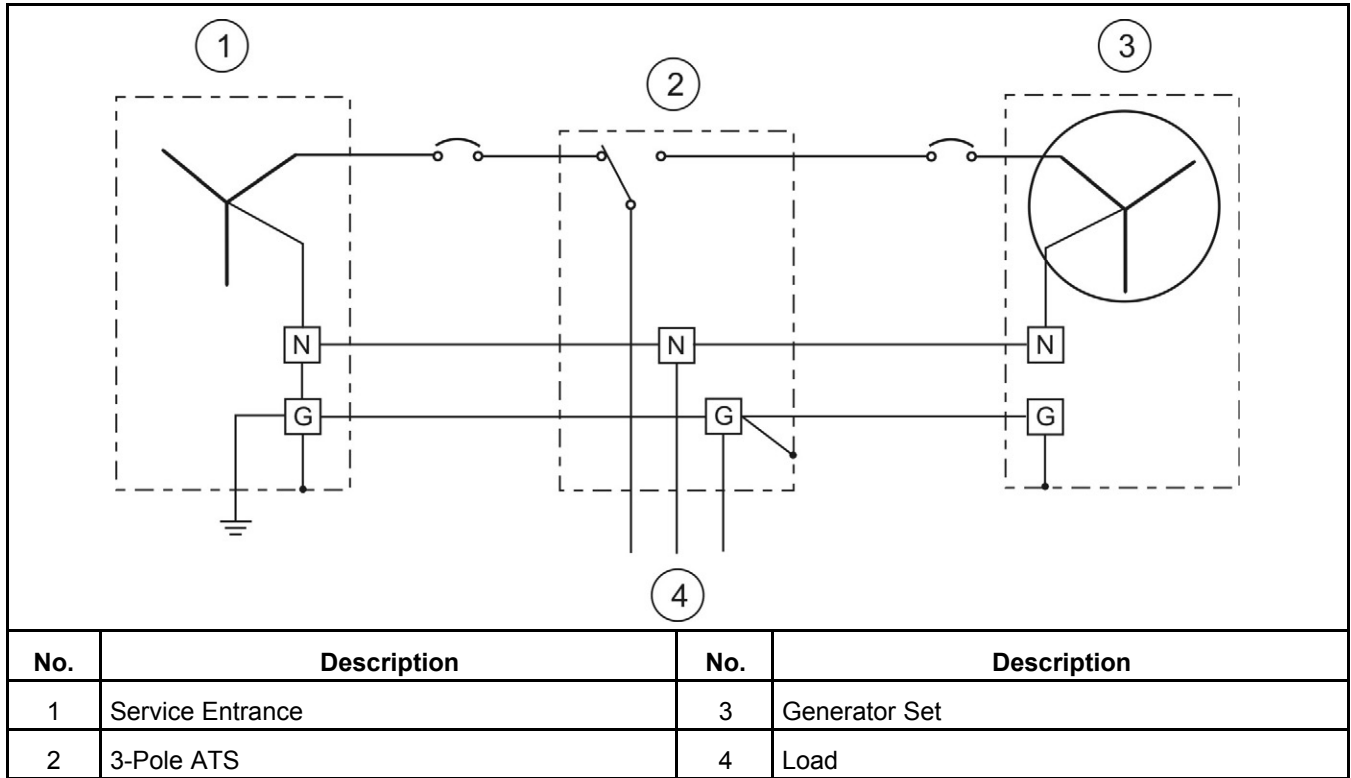 1
2
3
N
N
N
G
G
G
4
No. Description No. Description
1 Service Entrance 3 Generator Set
2 3-Pole ATS 4 Load